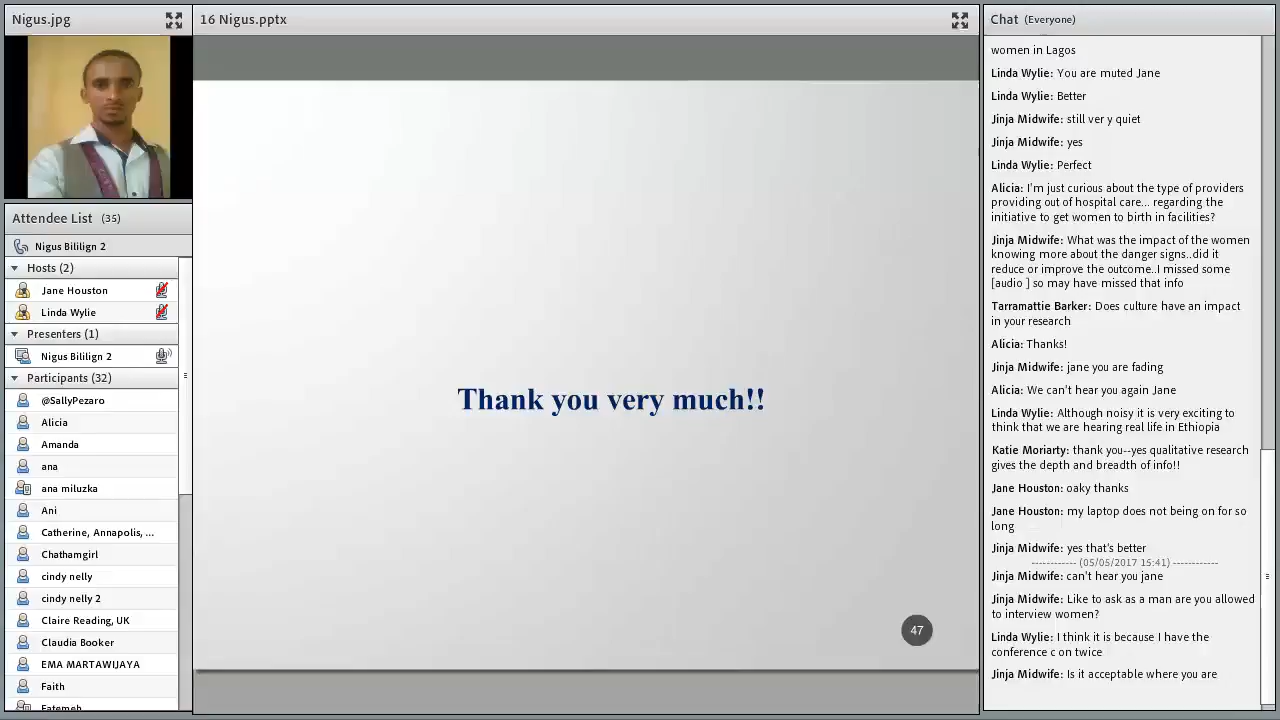 Nigus.jpg
16 Nigus.pptx
Chat (Everyone)
Attendee List (35)
Nigus Bililign 2
Hosts (2)
Jane Houston
Linda Wylie
Presenters (1)
Nigus Bililign 2
Participants (32)
@SallyPezaro
Alicia
Amanda
ana
ana miluzka
Ani
Catherine, Annapolis, ...
Chathamgirl
cindy nelly
cindy nelly 2
Claire Reading, UK
Claudia Booker
EMA MARTAWIJAYA
Faith
Fatemeh
Thank you very much!!
47
women in Lagos
Linda Wylie: You are muted Jane
Linda Wylie: Better
Jinja Midwife: still ver y quiet
Jinja Midwife: yes
Linda Wylie: Perfect
Alicia: I'm just curious about the type of providers
providing out of hospital care... regarding the
initiative to get women to birth in facilities?
Jinja Midwife: What was the impact of the women
knowing more about the danger signs..did it
reduce or improve the outcome..I missed some
[audio ] so may have missed that info
Tarramattie Barker: Does culture have an impact
in your research
Alicia: Thanks!
Jinja Midwife: jane you are fading
Alicia: We can't hear you again Jane
Linda Wylie: Although noisy it is very exciting to
think that we are hearing real life in Ethiopia
Katie Moriarty: thank you--yes qualitative research
gives the depth and breadth of info!!
Jane Houston: oaky thanks
Jane Houston: my laptop does not being on for so
long
Jinja Midwife: yes that's better
------------ (05/05/2017 15:41) ------------
Jinja Midwife: can't hear you jane
Jinja Midwife: Like to ask as a man are you allowed
to interview women?
Linda Wylie: I think it is because I have the
conference c on twice
Jinja Midwife: Is it acceptable where you are